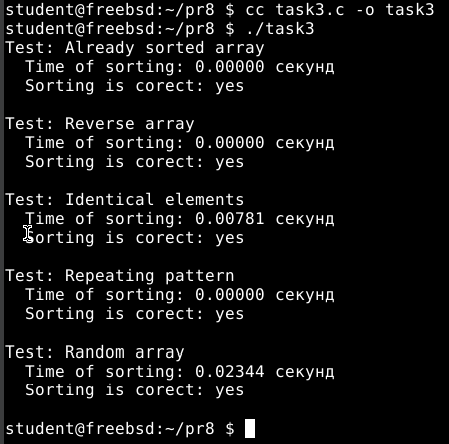 student@freebsd:~/pr8 $ cc task3.c -o task3
student@freebsd:~/pr8 $ ./task3
Test: Already sorted array
  Time of sorting: 0.00000 секунд
  Sorting is corect: yes

Test: Reverse array
  Time of sorting: 0.00000 секунд
  Sorting is corect: yes

Test: Identical elements
  Time of sorting: 0.00781 секунд
  Sorting is corect: yes

Test: Repeating pattern
  Time of sorting: 0.00000 секунд
  Sorting is corect: yes

Test: Random array
  Time of sorting: 0.02344 секунд
  Sorting is corect: yes

student@freebsd:~/pr8 $